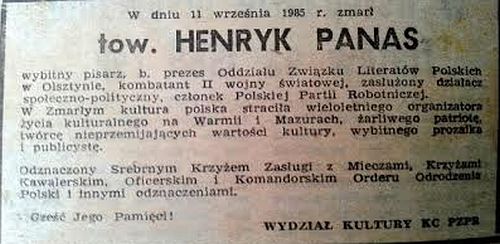 W dniu 11 września 1985 r. zmarł
tow. HENRYK PANAS
wybitny pisarz, b. prezes Oddziału Związku Literatów Polskich
w Olsztynie, kombatant II wojny światowej, zasłużony działacz
społeczno-polityczny, członek Polskiej Partii Robotniczej.
W Zmarłym kultura polska straciła wieloletniego organizatora
życia kulturalnego na Warmii i Mazurach, żarliwego patriotę,
twórcę nieprzemijających wartości kultury, wybitnego prozaika
i publicystę.
Odznaczony Srebrnym Krzyżem Zasługi z Mieczami, Krzyżami
Kawalerskim, Oficerskim i Komandorskim Orderu Odrodzenia
Polski i innymi odznaczeniami.
Cześć Jego Pamięci!
WYDZIAŁ KULTURY KC PZPR